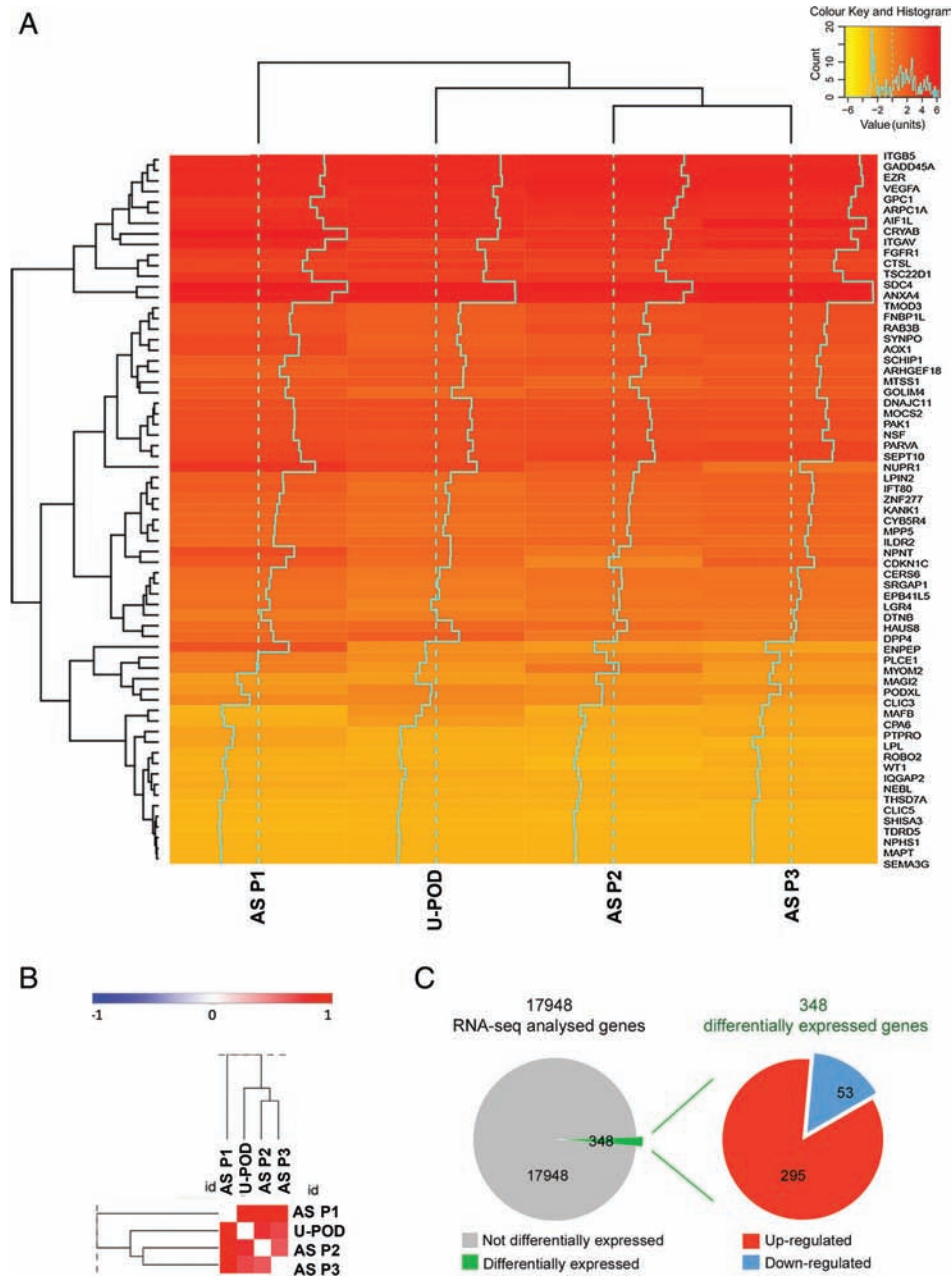 A
Colour Key and Histogram
Count
0 5 10 15 20
-6 -2 0 2 4 6
Value (units)
ITGB5
GADD45A
EZR
VEGFA
GPC1
ARPC1A
AIF1L
CRYAB
ITGAV
FGFR1
CTSL
TSC22D1
SDC4
ANXA4
TMOD3
FNBP1L
RAB3B
SYNPO
AOX1
SCHIP1
ARHGEF18
MTSS1
GOLIM4
DNAJC11
MOCS2
PAK1
NSF
PARVA
SEPT10
NUPR1
LPIN2
IFT80
ZNF277
KANK1
CYB5R4
MPP5
ILDR2
NPNT
CDKN1C
CERS6
SRGAP1
EPB41L5
LGR4
DTNB
HAUS8
DPP4
ENPEP
PLCE1
MYOM2
MAGI2
PODXL
CLIC3
MAFB
CPA6
PTPRO
LPL
ROBO2
WT1
IQGAP2
NEBL
THSD7A
CLIC5
SHISA3
TDRD5
NPHS1
MAPT
SEMA3G
AS P1
U-POD
AS P2
AS P3
B
-1 0 1
AS P1
U-POD
AS P2
AS P3
id id
AS P1
U-POD
AS P2
AS P3
C
17948
RNA-seq analysed genes
348
differentially expressed genes
348
17948
53
295
Not differentially expressed
Differentially expressed
Up-regulated
Down-regulated